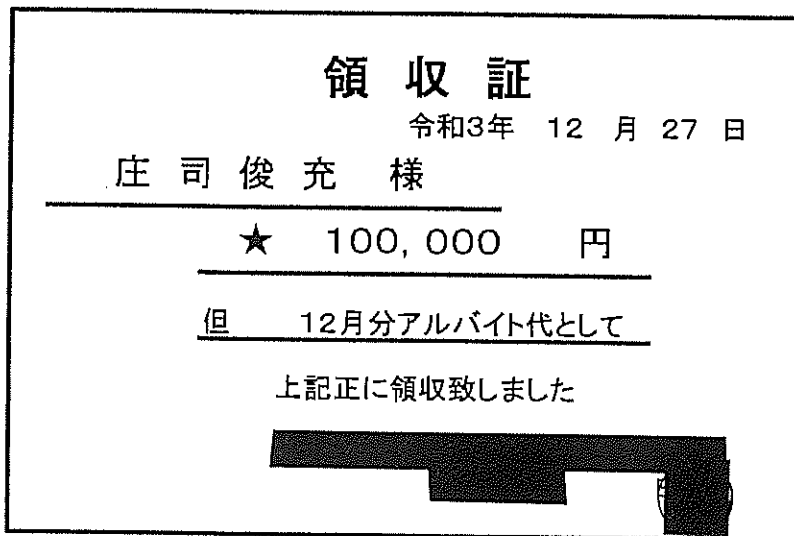 領収証
令和3年 12 月 27 日
庄司俊充 様
★ 100,000 円
但 12月分アルバイト代として
上記正に領収致しました